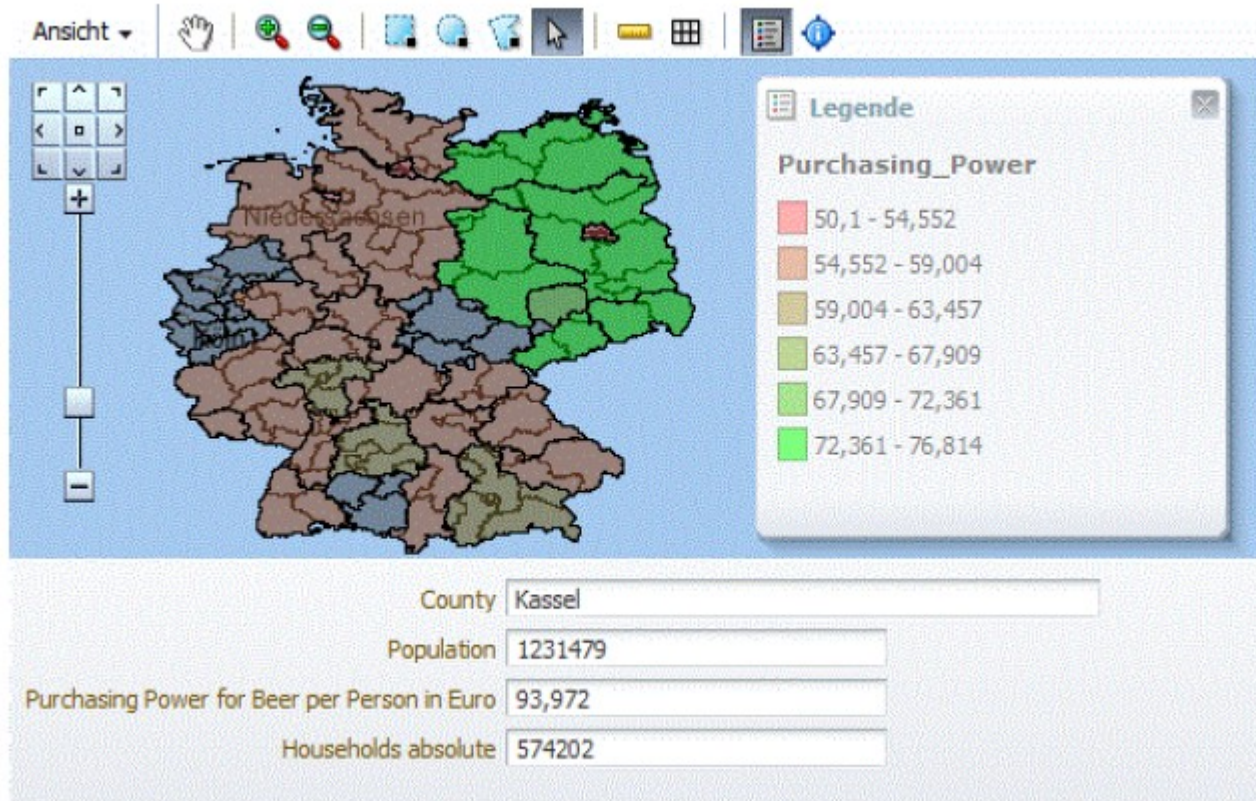 Ansicht
Legende
Purchasing_Power
50,1 - 54,552
54,552 - 59,004
59,004 - 63,457
63,457 - 67,909
67,909 - 72,361
72,361 - 76,814
Niedersachsen
Köln
County Kassel
Population 1231479
Purchasing Power for Beer per Person in Euro 93,972
Households absolute 574202